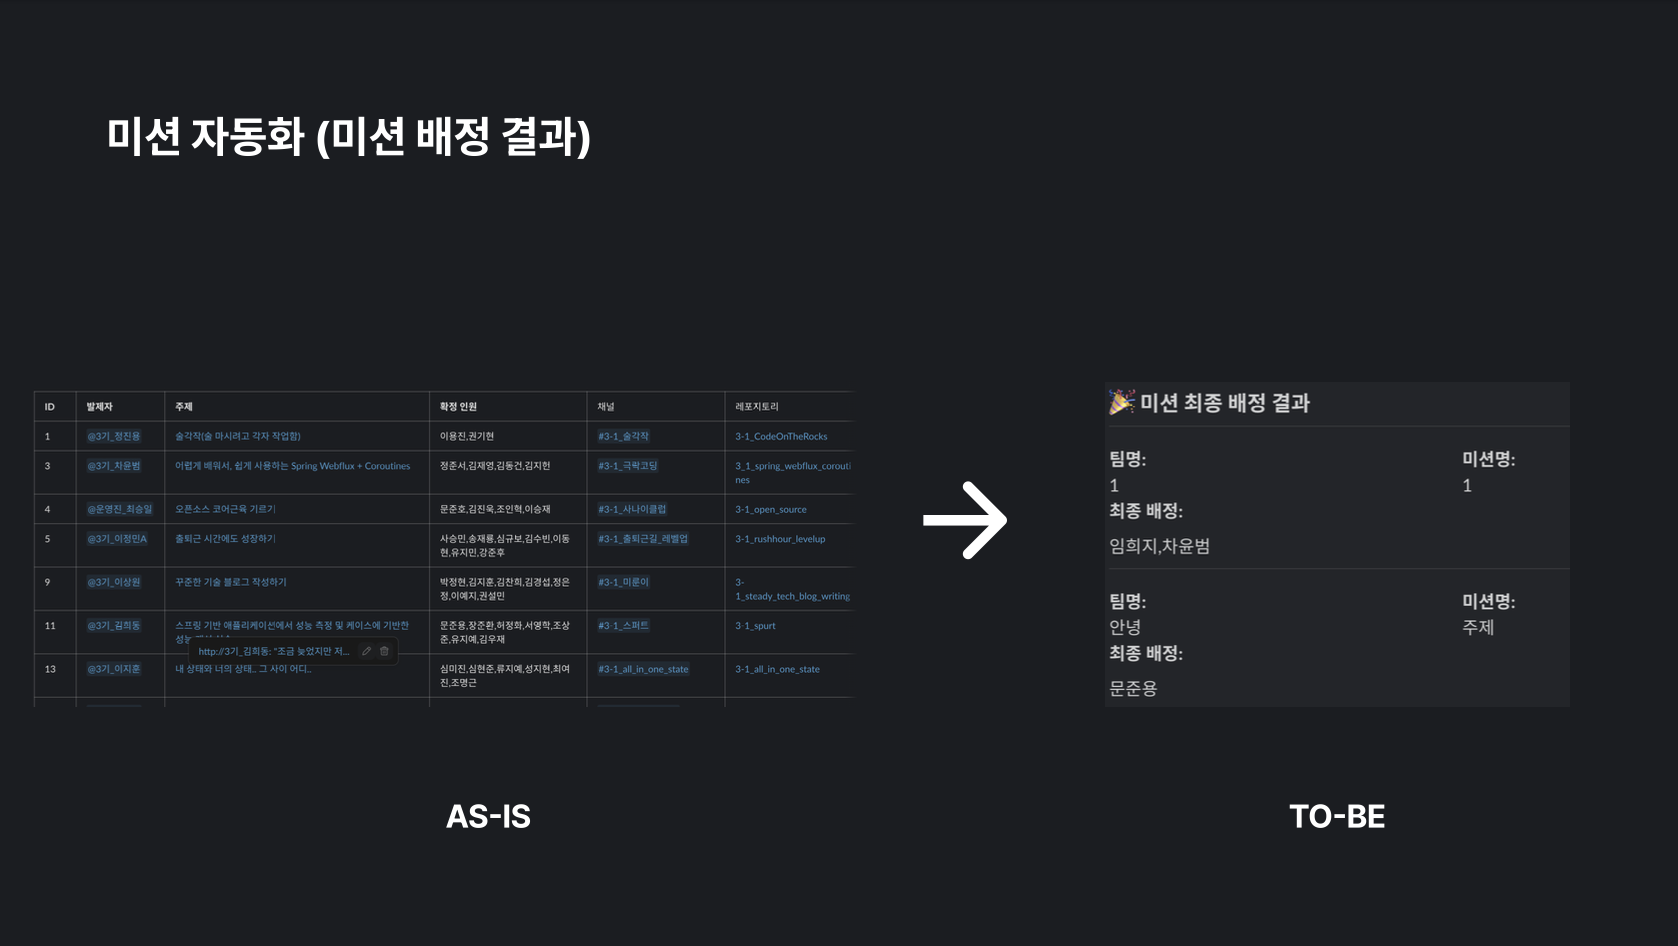 미션 자동화 (미션 배정 결과)
ID 발제자 주제 확정 인원 채널 레포지토리
1 @3기_정진용 술각작(술 마시려고 각자 작업함) 이용진,권기현 #3-1_술각작 3-1_CodeOnTheRocks
3 @3기_차윤범 어렵게 배워서, 쉽게 사용하는 Spring Webflux + Coroutines 정준서,김재영,김동건,김지헌 #3-1_극락고딩 3_1_spring_webflux_corouti
nes
4 @운영진_최승일 오픈소스 코어근육 기르기 문준호,김진욱,조인혁,이승재 #3-1_사나이클럽 3-1_open_source
5 @3기_이정민A 출퇴근 시간에도 성장하기 사승민,송재룡,심규보,김수빈,이동 #3-1_출퇴근길_레벨업 3-1_rushhour_levelup
현,유지민,강준후
9 @3기_이상원 꾸준한 기술 블로그 작성하기 박정현,김지훈,김찬희,김경섭,정은 #3-1_미룬이 3-
정,이예지,권설민 1_steady_tech_blog_writing
11 @3기_김희동 스프링 기반 애플리케이션에서 성능 측정 및 케이스에 기반한 문준용,장준환,허정화,서영학,조상 #3-1_스퍼트 3-1_spurt
성능 준,유지예,김우재
http://3기_김희동: "조금 늦었지만 저...
13 @3기_이지훈 내 상태와 너의 상태.. 그 사이 어디.. 심미진,심현준,류지예,성지현,최여 #3-1_all_in_one_state 3-1_all_in_one_state
진,조명근
🎉 미션 최종 배정 결과
팀명: 미션명:
1 1
최종 배정:
임희지,차윤범
팀명: 미션명:
안녕 주제
최종 배정:
문준용
AS-IS
TO-BE